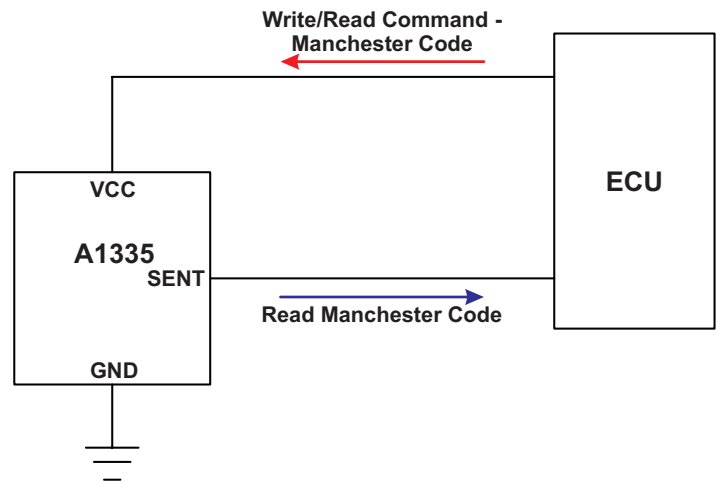 Write/Read Command -
Manchester Code
ECU
VCC
A1335
SENT
Read Manchester Code
GND